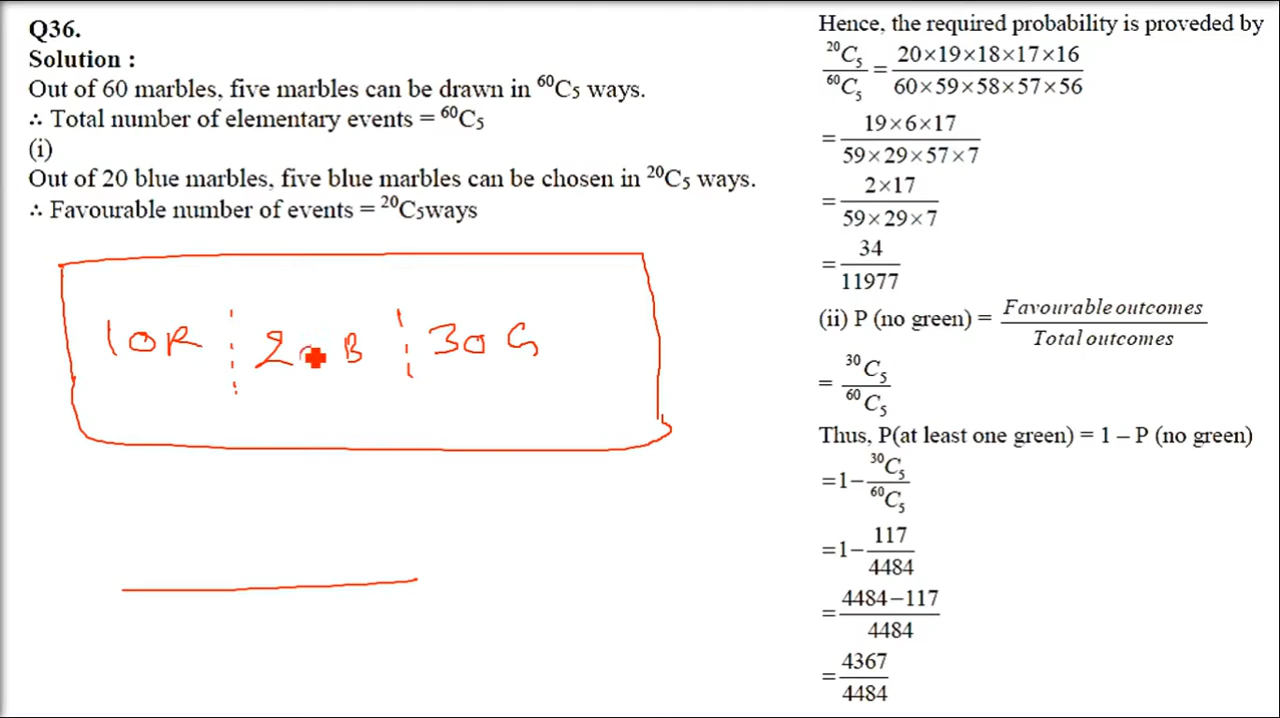 Q36.
Solution :
Out of 60 marbles, five marbles can be drawn in ⁶⁰C₅ ways.
∴ Total number of elementary events = ⁶⁰C₅
(i)
Out of 20 blue marbles, five blue marbles can be chosen in ²⁰C₅ ways.
∴ Favourable number of events = ²⁰C₅ways
10R 20 B 30 G
Hence, the required probability is proveded by
²⁰C₅/⁶⁰C₅ = 20×19×18×17×16/60×59×58×57×56
= 19×6×17/59×29×57×7
= 2×17/59×29×7
= 34/11977
(ii) P (no green) = Favourable outcomes/Total outcomes
= ³⁰C₅/⁶⁰C₅
Thus, P(at least one green) = 1 – P (no green)
=1−³⁰C₅/⁶⁰C₅
=1−117/4484
= 4484−117/4484
= 4367/4484